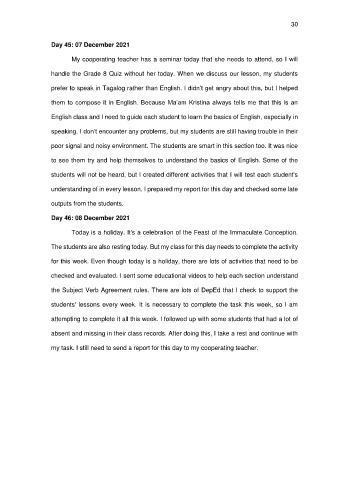 30
Day 45: 07 December 2021
My cooperating teacher has a seminar today that she needs to attend, so I will
handle the Grade 8 Quiz without her today. When we discuss our lesson, my students
prefer to speak in Tagalog rather than English. I didn't get angry about this, but I helped
them to compose it in English. Because Ma'am Kristina always tells me that this is an
English class and I need to guide each student to learn the basics of English, especially in
speaking. I don't encounter any problems, but my students are still having trouble in their
poor signal and noisy environment. The students are smart in this section too. It was nice
to see them try and help themselves to understand the basics of English. Some of the
students will not be heard, but I created different activities that I will test each student's
understanding of in every lesson. I prepared my report for this day and checked some late
outputs from the students.
Day 46: 08 December 2021
Today is a holiday. It's a celebration of the Feast of the Immaculate Conception.
The students are also resting today. But my class for this day needs to complete the activity
for this week. Even though today is a holiday, there are lots of activities that need to be
checked and evaluated. I sent some educational videos to help each section understand
the Subject Verb Agreement rules. There are lots of DepEd that I check to support the
students' lessons every week. It is necessary to complete the task this week, so I am
attempting to complete it all this week. I followed up with some students that had a lot of
absent and missing in their class records. After doing this, I take a rest and continue with
my task. I still need to send a report for this day to my cooperating teacher.